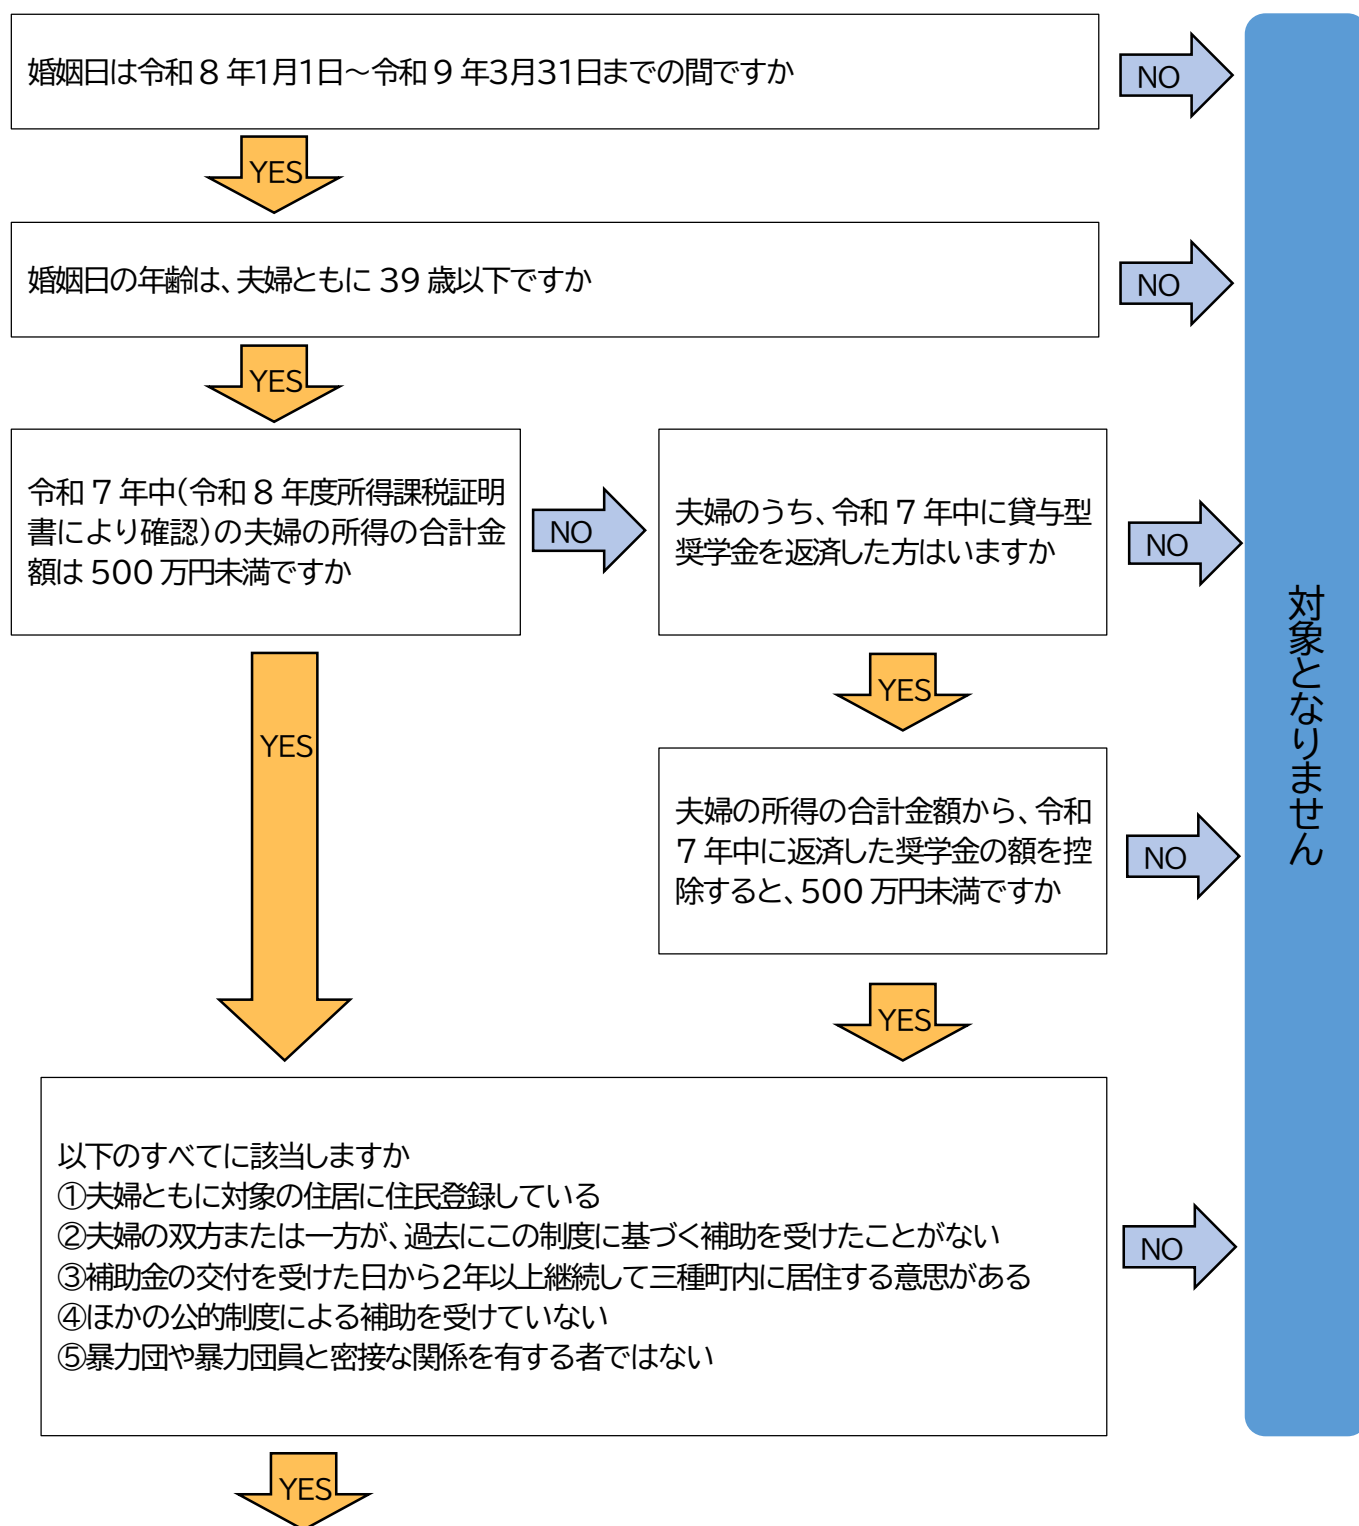 婚姻日は令和8年1月1日～令和9年3月31日までの間ですか
NO
YES
婚姻日の年齢は、夫婦ともに39歳以下ですか
NO
YES
令和7年中(令和8年度所得課税証明
書により確認)の夫婦の所得の合計金
額は500万円未満ですか
NO
夫婦のうち、令和7年中に貸与型
奨学金を返済した方はいますか
NO
YES
YES
夫婦の所得の合計金額から、令和
7年中に返済した奨学金の額を控
除すると、500万円未満ですか
NO
YES
以下のすべてに該当しますか
①夫婦ともに対象の住居に住民登録している
②夫婦の双方または一方が、過去にこの制度に基づく補助を受けたことがない
③補助金の交付を受けた日から2年以上継続して三種町内に居住する意思がある
④ほかの公的制度による補助を受けていない
⑤暴力団や暴力団員と密接な関係を有する者ではない
NO
YES
対象となりません